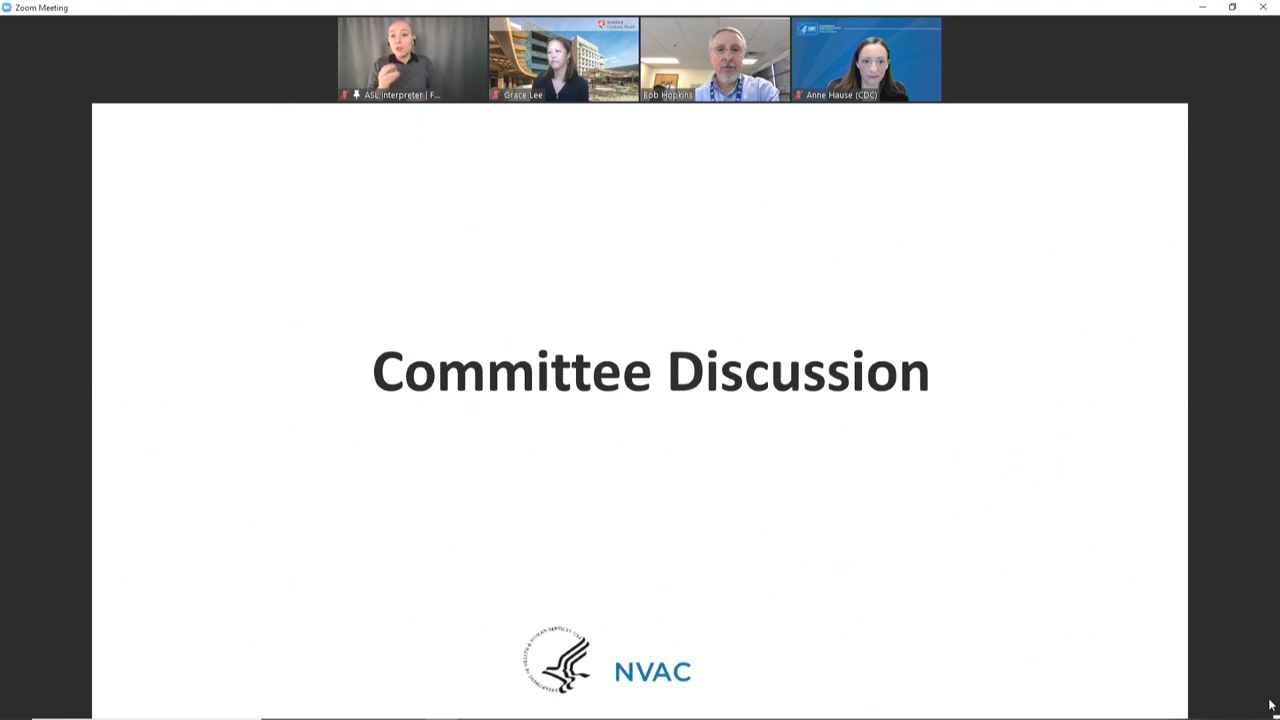 Zoom Meeting
ASL Interpreter | F...
Grace Lee
Bob Hopkins
Anne Hause (CDC)
Committee Discussion
NVAC